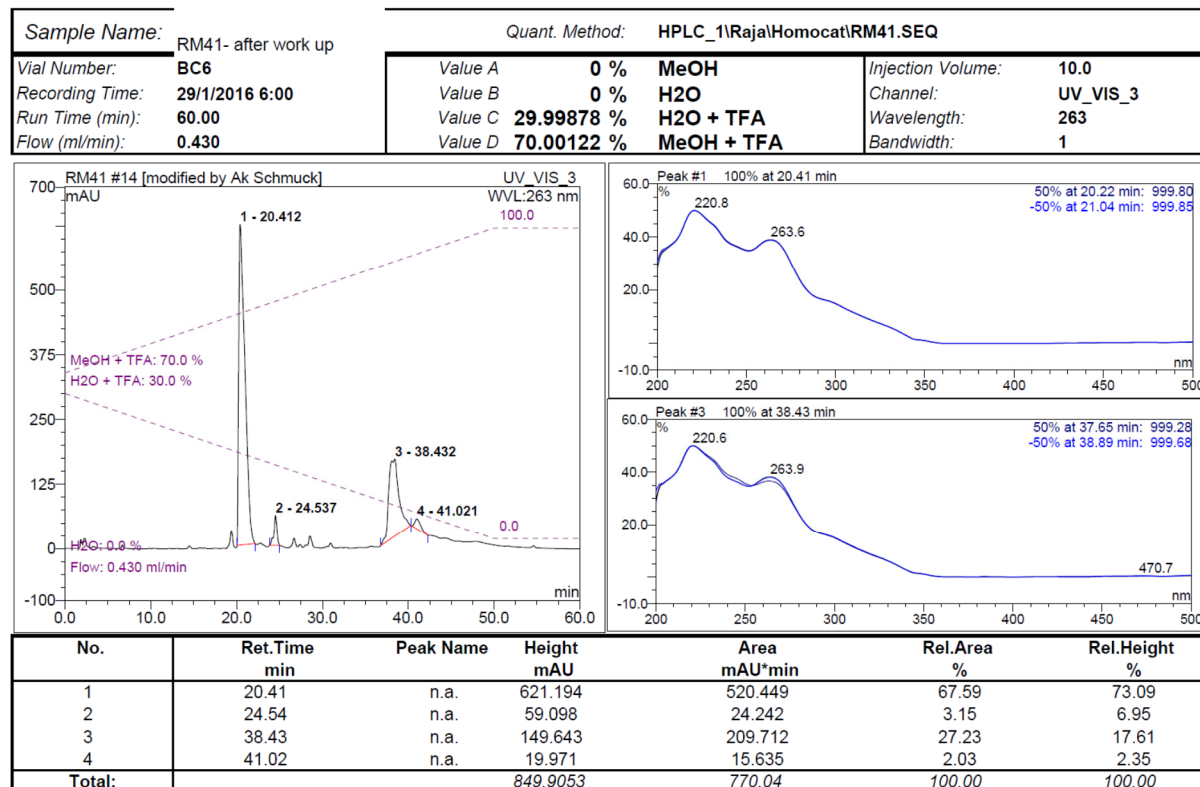 Sample Name: RM41- after work up Quant. Method: HPLC_1\Raja\Homocat\RM41.SEQ
Vial Number: BC6 Value A 0 % MeOH Injection Volume: 10.0
Recording Time: 29/1/2016 6:00 Value B 0 % H2O Channel: UV_VIS_3
Run Time (min): 60.00 Value C 29.99878 % H2O + TFA Wavelength: 263
Flow (ml/min): 0.430 Value D 70.00122 % MeOH + TFA Bandwidth: 1
RM41 #14 [modified by Ak Schmuck] UV_VIS_3
mAU WVL:263 nm
700
500
375
250
125
0
-100
1 - 20.412
100.0
MeOH + TFA: 70.0 %
H2O + TFA: 30.0 %
3 - 38.432
2 - 24.537
4 - 41.021
0.0
H2O: 0.0 %
Flow: 0.430 ml/min
min
0.0 10.0 20.0 30.0 40.0 50.0 60.0
Peak #1 100% at 20.41 min
60.0
%
50% at 20.22 min: 999.80
-50% at 21.04 min: 999.85
220.8
263.6
40.0
20.0
-10.0
nm
200 250 300 350 400 450 500
Peak #3 100% at 38.43 min
60.0
%
50% at 37.65 min: 999.28
-50% at 38.89 min: 999.68
220.6
263.9
40.0
20.0
470.7
-10.0
nm
200 250 300 350 400 450 500
No. Ret.Time Peak Name Height Area Rel.Area Rel.Height
min mAU mAU*min % %
1 20.41 n.a. 621.194 520.449 67.59 73.09
2 24.54 n.a. 59.098 24.242 3.15 6.95
3 38.43 n.a. 149.643 209.712 27.23 17.61
4 41.02 n.a. 19.971 15.635 2.03 2.35
Total: 849.9053 770.04 100.00 100.00